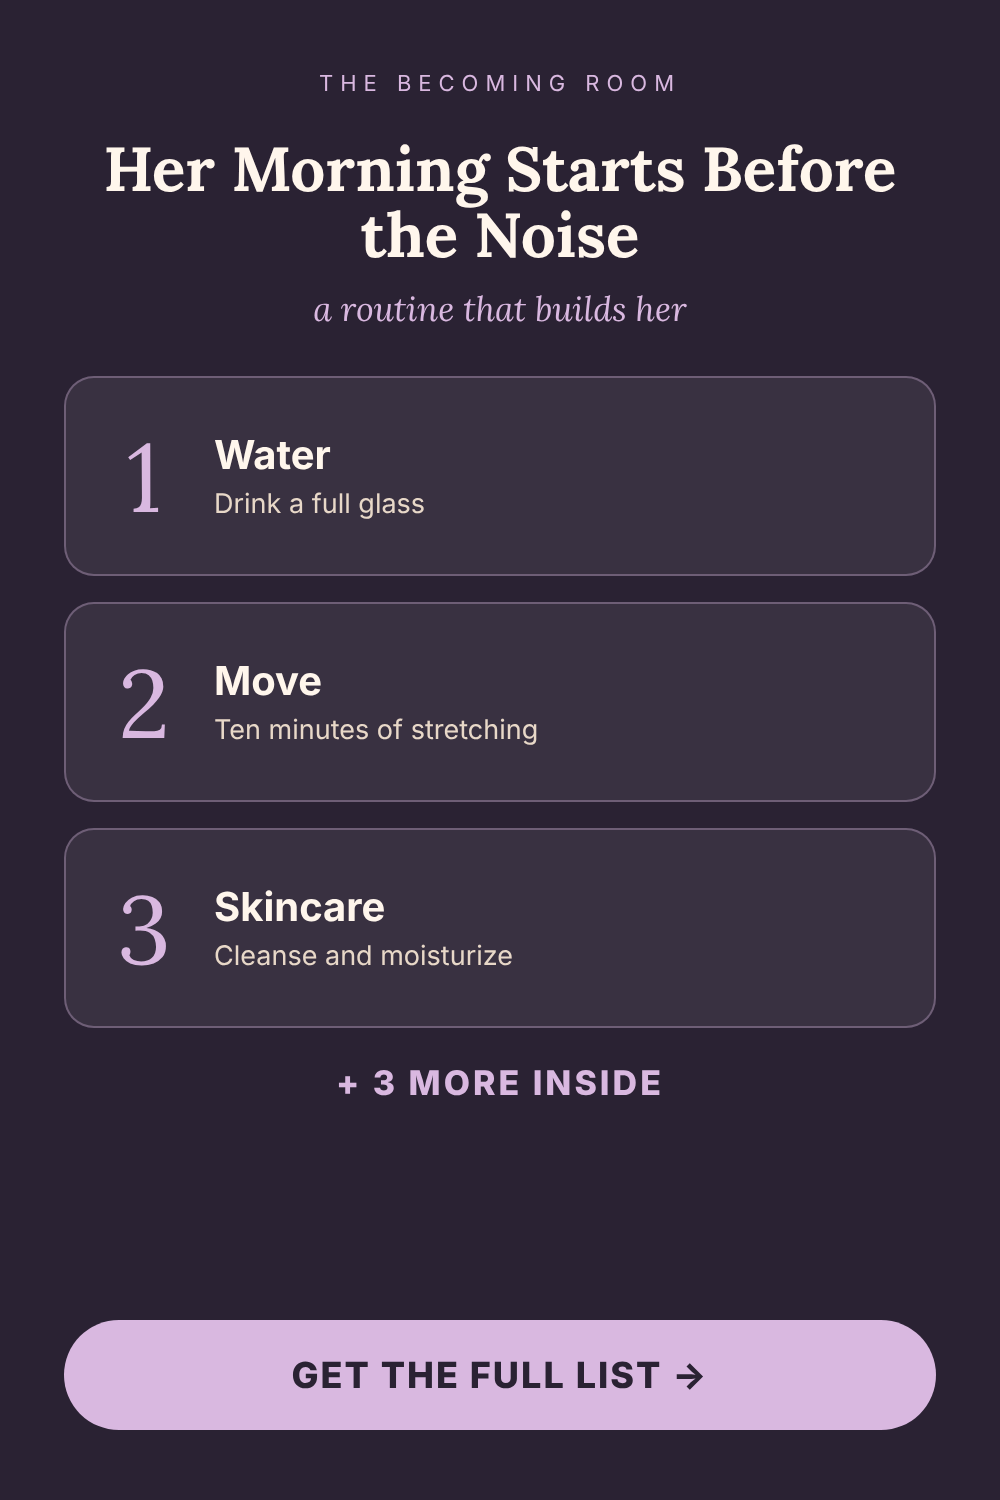 THE BECOMING ROOM
Her Morning Starts Before
the Noise
a routine that builds her
1
Water
Drink a full glass
2
Move
Ten minutes of stretching
3
Skincare
Cleanse and moisturize
+ 3 MORE INSIDE
GET THE FULL LIST →